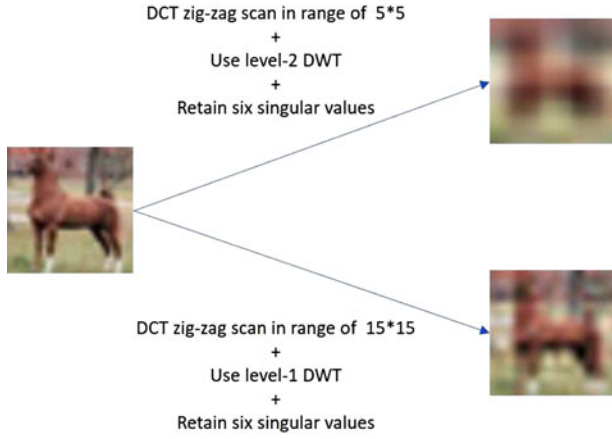 DCT zig-zag scan in range of 5*5
+
Use level-2 DWT
+
Retain six singular values
DCT zig-zag scan in range of 15*15
+
Use level-1 DWT
+
Retain six singular values